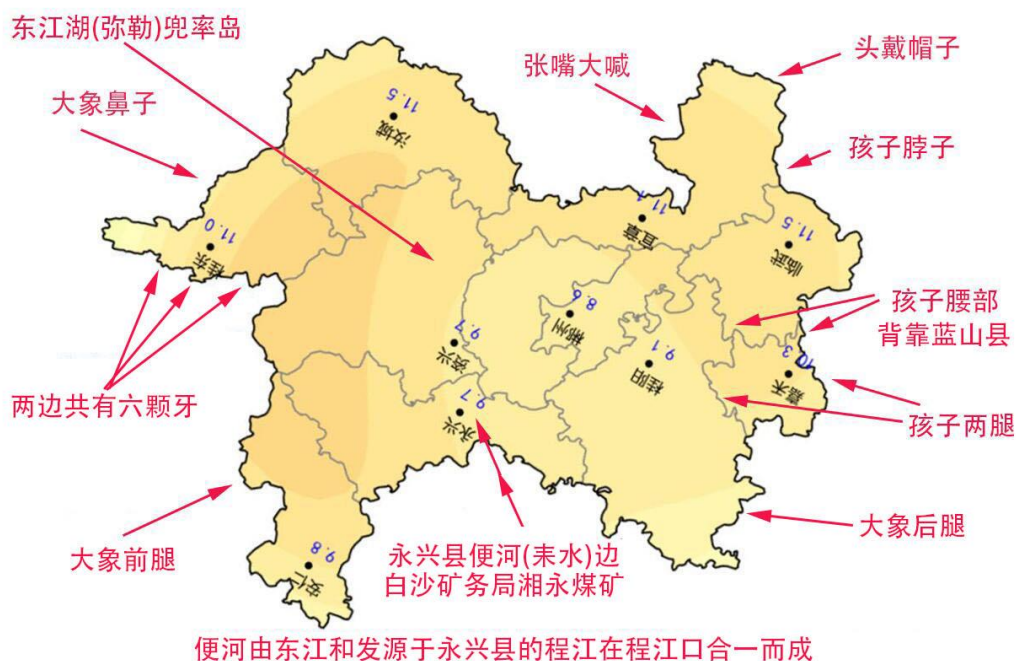 东江湖(弥勒)兜率岛
头戴帽子
张嘴大喊
大象鼻子
孩子脖子
11.5
汝城
11.0
桂东
11.1
宜章
11.5
临武
8.6
郴州
9.7
资兴
9.1
桂阳
10.3
嘉禾
9.7
永兴
9.8
安仁
孩子腰部
背靠蓝山县
两边共有六颗牙
孩子两腿
大象后腿
大象前腿
永兴县便河(耒水)边
白沙矿务局湘永煤矿
便河由东江和发源于永兴县的程江在程江口合一而成